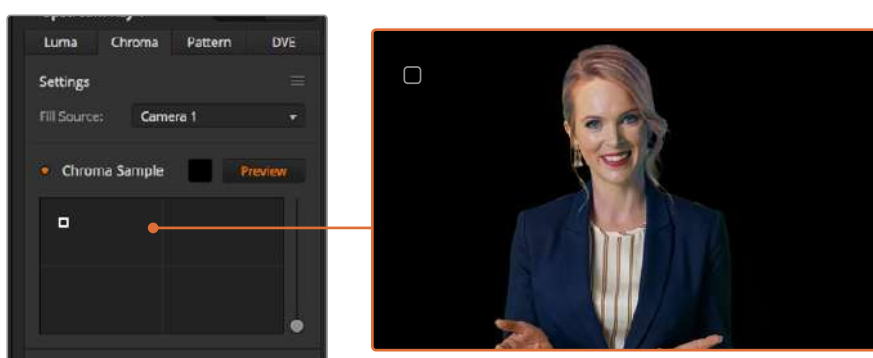 Luma Chroma Pattern DVE
Settings
Fill Source: Camera 1
Chroma Sample Preview